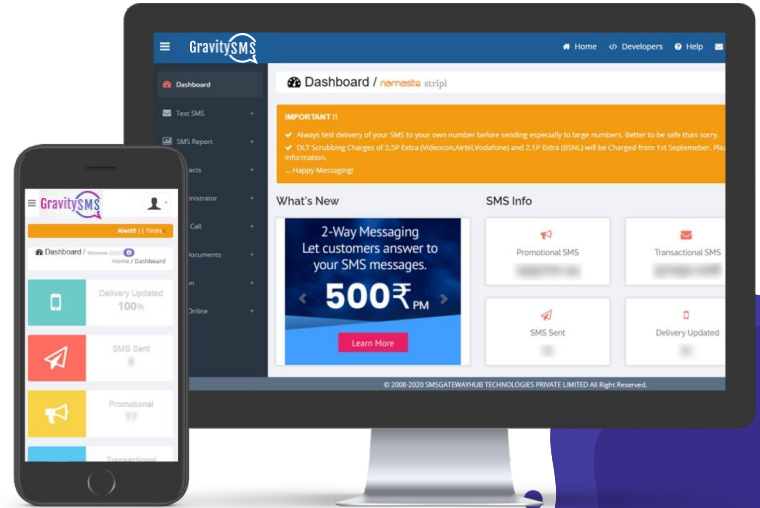 GravitySMS
Home Developers Help
Dashboard
Dashboard / namaste stripl
Text SMS +
SMS Report +
acts +
ministrator +
Call +
Documents +
on +
Online +
IMPORTANT !!
Always test delivery of your SMS to your own number before sending especially to large numbers. Better to be safe than sorry.
DLT Scrubbing Charges of 2.5P Extra (Videocon,Airtel,Vodafone) and 2.1P Extra (BSNL) will be Charged from 1st Septemeber. Plea
information.
... Happy Messaging!
What's New
2-Way Messaging
Let customers answer to
your SMS messages.
500₹ PM
Learn More
SMS Info
Promotional SMS
Transactional SMS
SMS Sent
Delivery Updated
© 2008-2020 SMSGATEWAYHUB TECHNOLOGIES PRIVATE LIMITED All Right Reserved.
GravitySMS
Alert!! || Timin
Dashboard / Welcome
Home / Dashboard
Delivery Updated
100%
SMS Sent
Promotional
Transactional